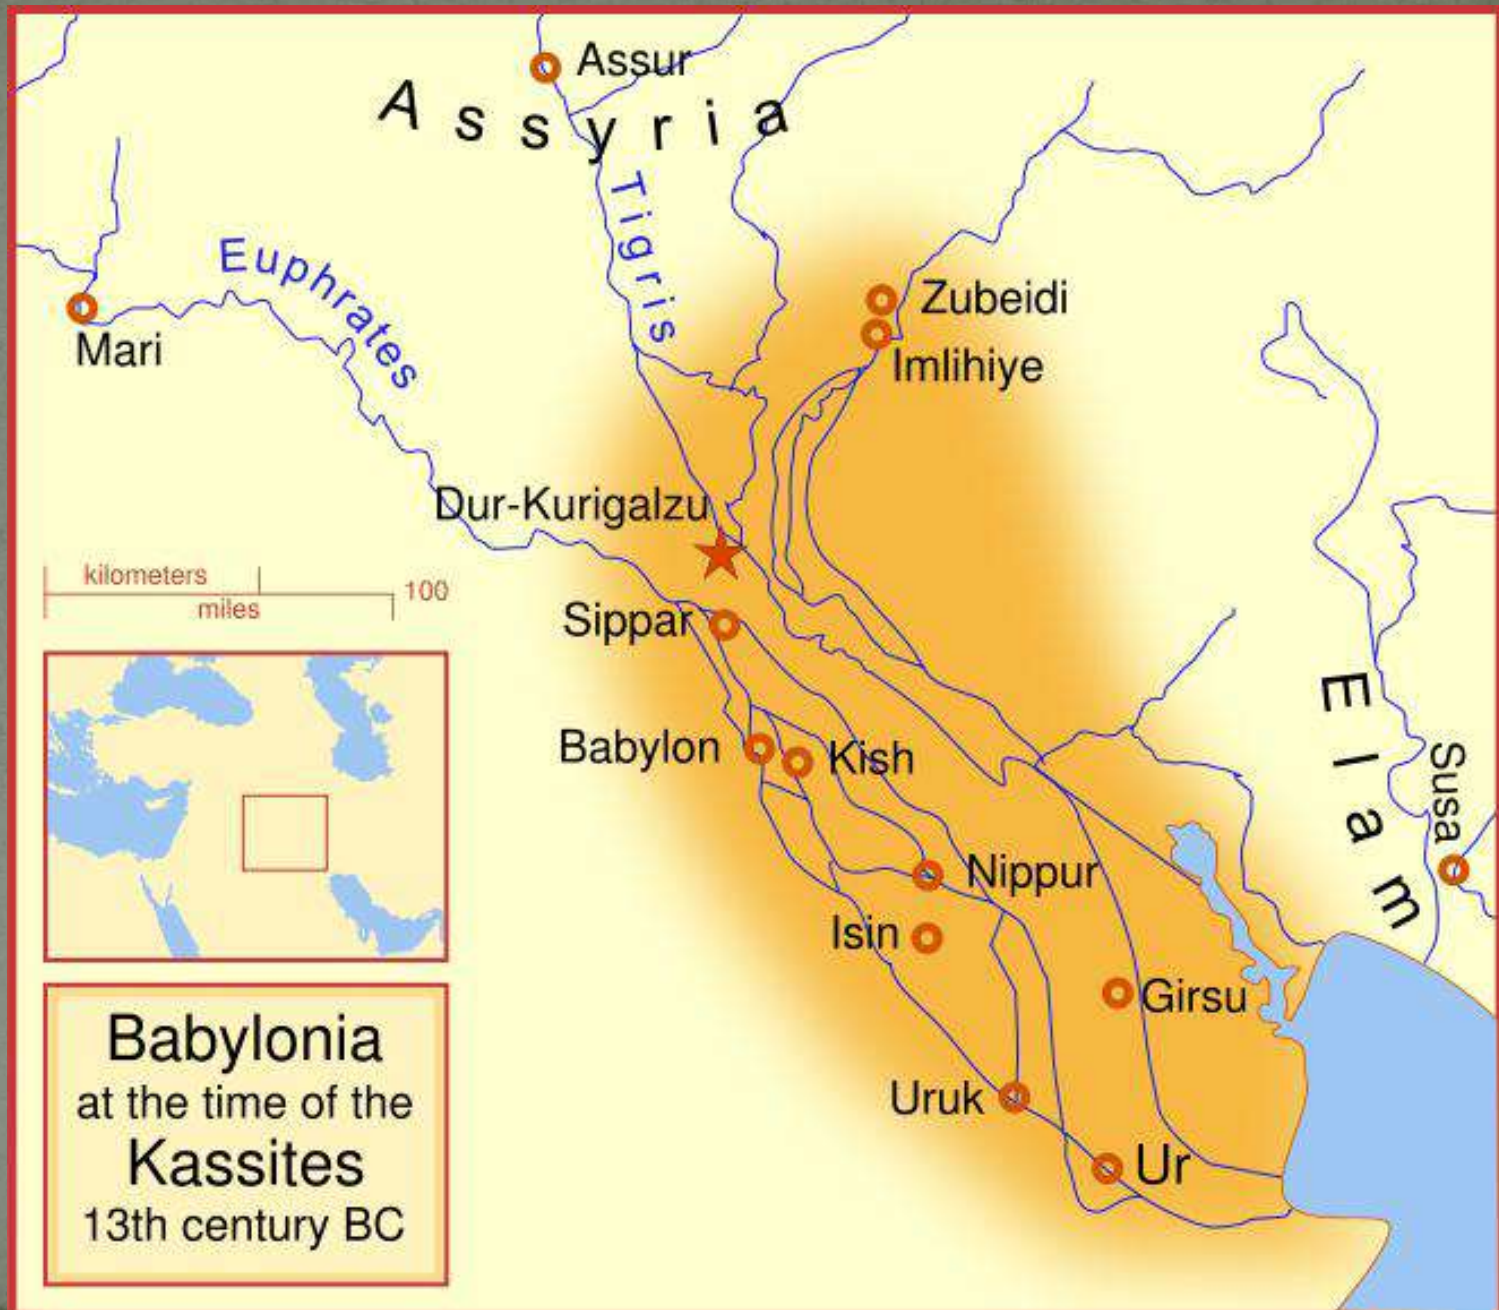 Assur
Assyria
Tigris
Euphrates
Zubeidi
Mari
Imlihiye
Dur-Kurigalzu
kilometers
100
miles
Sippar
Elam
Babylon
Kish
Susa
Nippur
Isin
Girsu
Uruk
Ur
Babylonia
at the time of the
Kassites
13th century BC